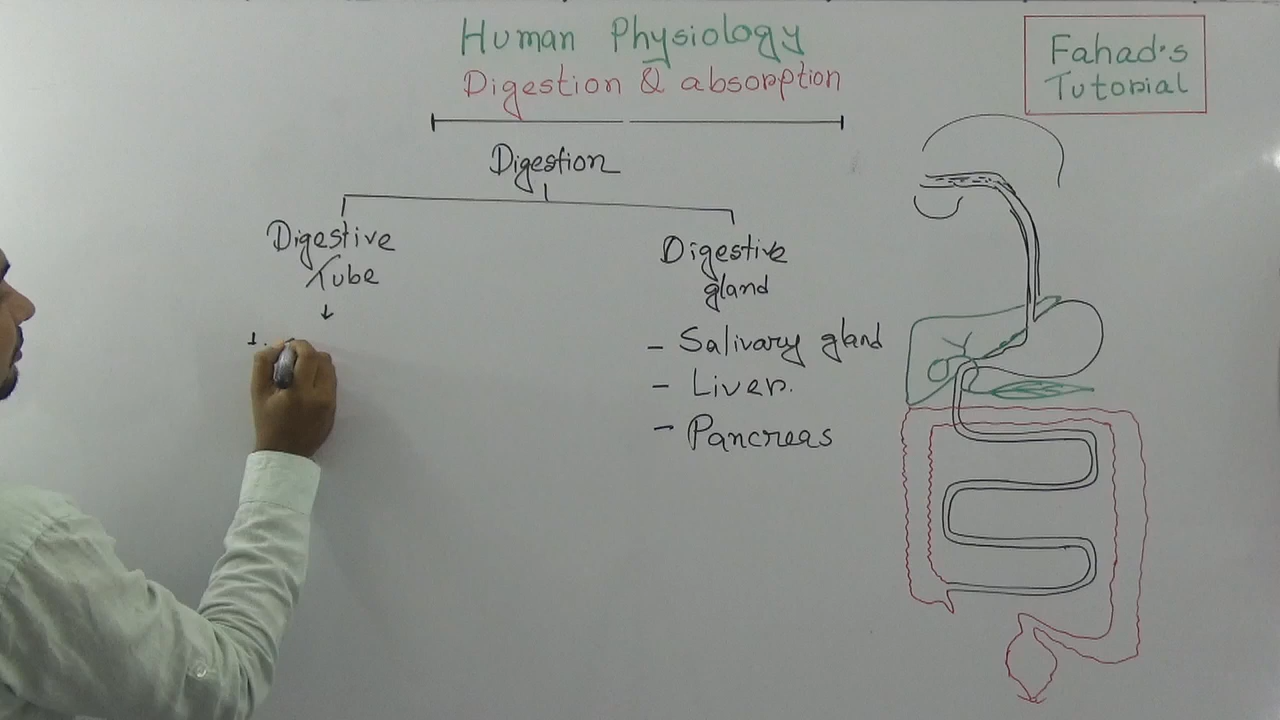 Human Physiology
Digestion & absorption
Fahad's
Tutorial
Digestion
Digestive
Tube
1.
Digestive
gland
- Salivary gland
- Liver.
- Pancreas